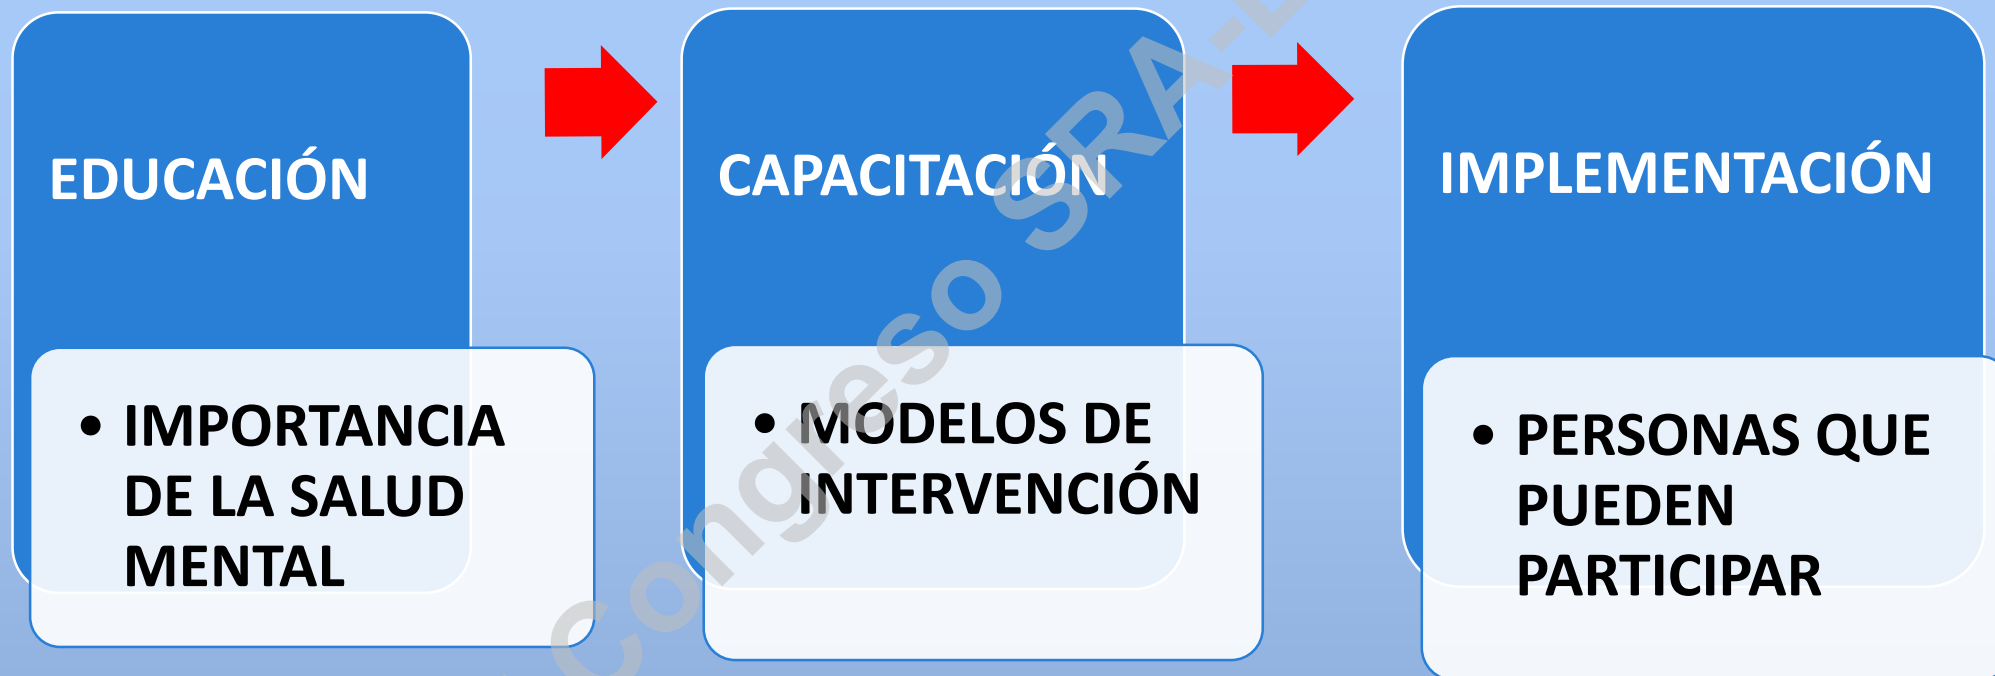 EDUCACIÓN
• IMPORTANCIA
DE LA SALUD
MENTAL
CAPACITACIÓN
• MODELOS DE
INTERVENCIÓN
IMPLEMENTACIÓN
• PERSONAS QUE
PUEDEN
PARTICIPAR
Congreso SRA-